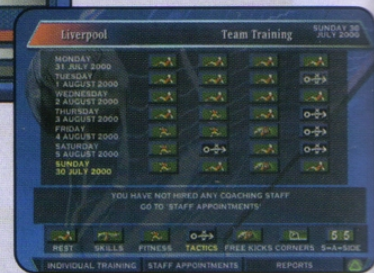 Liverpool Team Training SUNDAY 30
JULY 2000
MONDAY
31 JULY 2000
TUESDAY
1 AUGUST 2000
WEDNESDAY
2 AUGUST 2000
THURSDAY
3 AUGUST 2000
FRIDAY
4 AUGUST 2000
SATURDAY
5 AUGUST 2000
SUNDAY
30 JULY 2000
YOU HAVE NOT HIRED ANY COACHING STAFF
GO TO 'STAFF APPOINTMENTS'
5 5
REST SKILLS FITNESS TACTICS FREE KICKS CORNERS 5-A-SIDE
INDIVIDUAL TRAINING STAFF APPOINTMENTS REPORTS